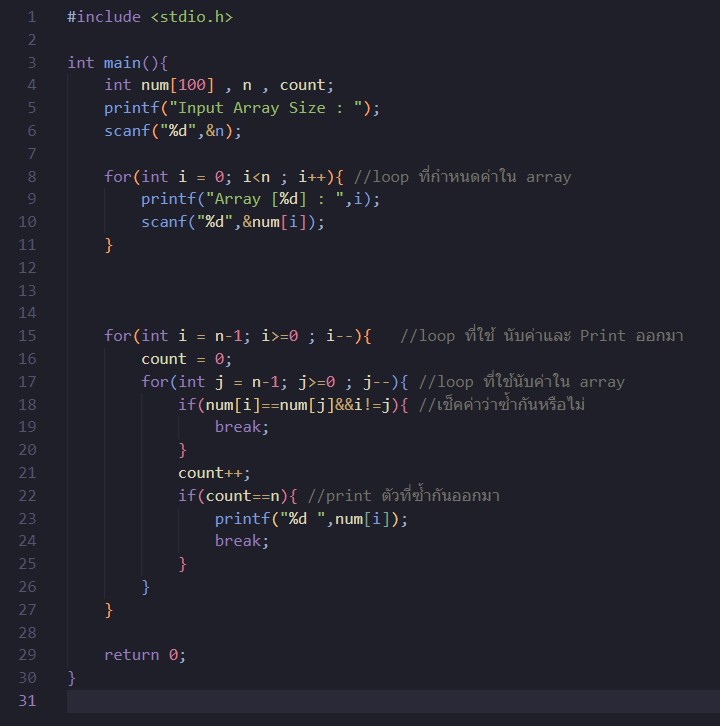 1 #include <stdio.h>
2
3 int main(){
4     int num[100] , n , count;
5     printf("Input Array Size : ");
6     scanf("%d",&n);
7
8     for(int i = 0; i<n ; i++){ //loop ที่กำหนดค่าใน array
9         printf("Array [%d] : ",i);
10         scanf("%d",&num[i]);
11     }
12
13
14
15     for(int i = n-1; i>=0 ; i--){   //loop ที่ใช้ นับค่าและ Print ออกมา
16         count = 0;
17         for(int j = n-1; j>=0 ; j--){ //loop ที่ใช้นับค่าใน array
18             if(num[i]==num[j]&&i!=j){ //เช็คค่าว่าซ้ำกันหรือไม่
19                 break;
20             }
21             count++;
22             if(count==n){ //print ตัวที่ซ้ำกันออกมา
23                 printf("%d ",num[i]);
24                 break;
25             }
26         }
27     }
28
29     return 0;
30 }
31